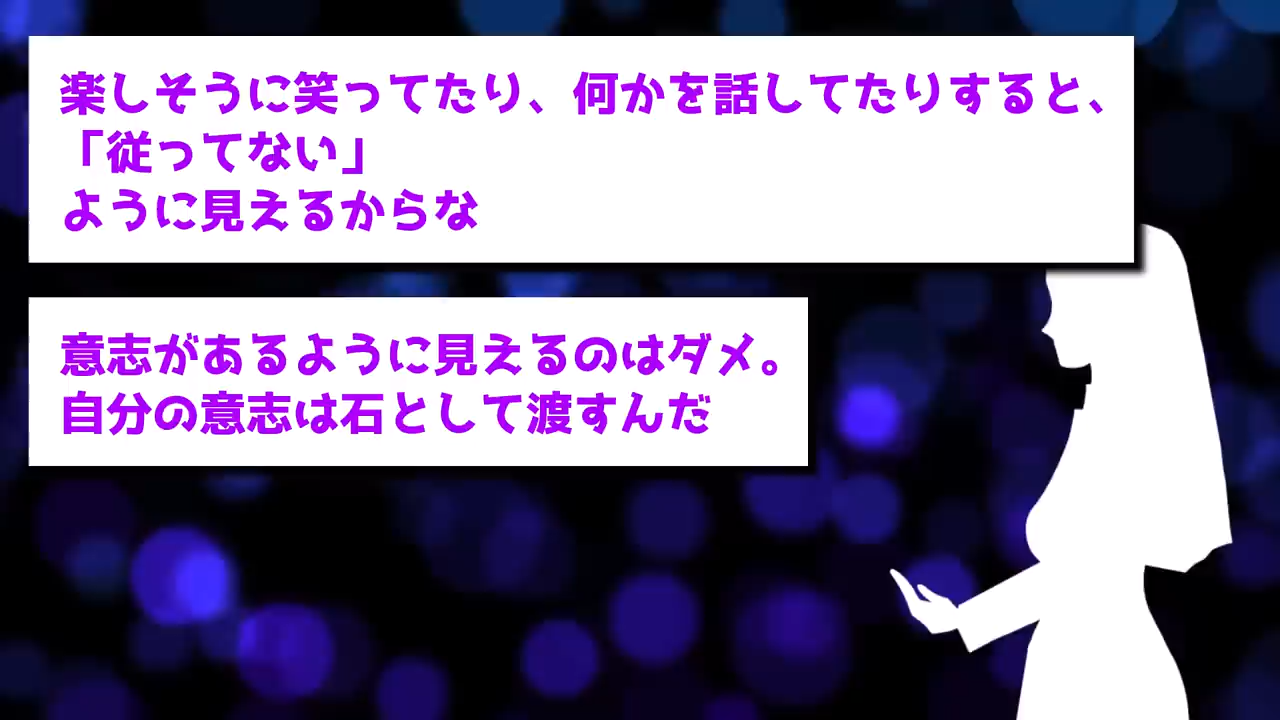 楽しそうに笑ってたり、何かを話してたりすると、
「従ってない」
ように見えるからな
意志があるように見えるのはダメ。
自分の意志は石として渡すんだ